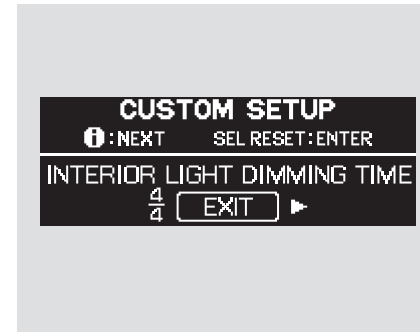 CUSTOM SETUP
i:NEXT SEL RESET:ENTER
INTERIOR LIGHT DIMMING TIME
4/4 EXIT ▶